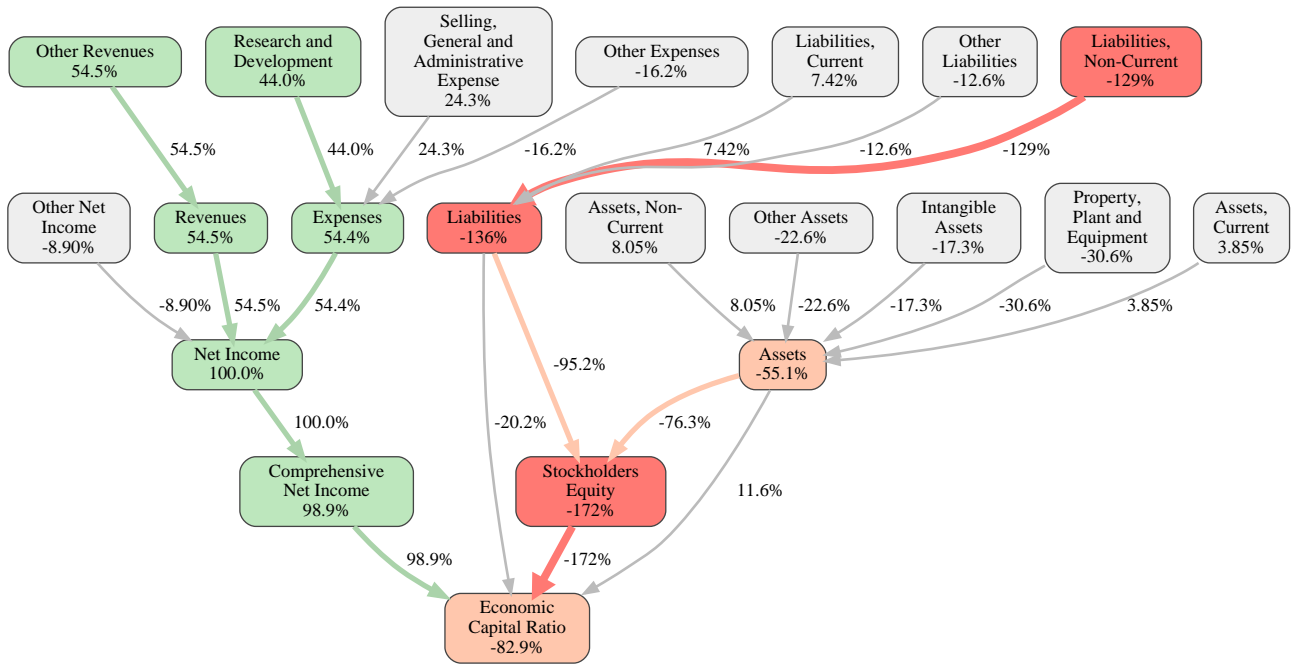 Other Revenues
54.5%
Research and
Development
44.0%
Selling,
General and
Administrative
Expense
24.3%
Other Expenses
-16.2%
Liabilities,
Current
7.42%
Other
Liabilities
-12.6%
Liabilities,
Non-Current
-129%
54.5%
44.0%
24.3%
-16.2%
7.42%
-12.6%
-129%
Other Net
Income
-8.90%
Revenues
54.5%
Expenses
54.4%
Liabilities
-136%
Assets, Non-
Current
8.05%
Other Assets
-22.6%
Intangible
Assets
-17.3%
Property,
Plant and
Equipment
-30.6%
Assets,
Current
3.85%
-8.90%
54.5%
54.4%
8.05%
-22.6%
-17.3%
-30.6%
3.85%
Net Income
100.0%
-95.2%
Assets
-55.1%
100.0%
-20.2%
-76.3%
Comprehensive
Net Income
98.9%
Stockholders
Equity
-172%
11.6%
98.9%
-172%
Economic
Capital Ratio
-82.9%